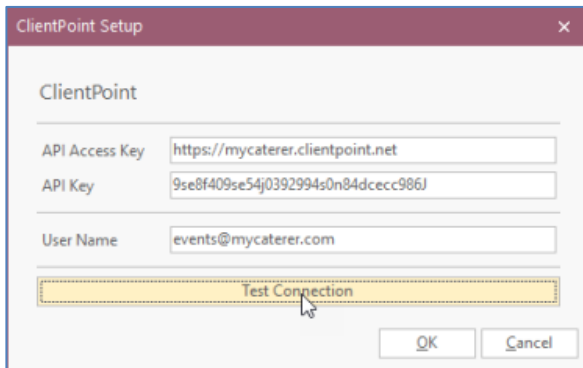 ClientPoint Setup
ClientPoint
API Access Key https://mycaterer.clientpoint.net
API Key 9se8f409se54j0392994s0n84dcecc986J
User Name events@mycaterer.com
Test Connection
OK Cancel